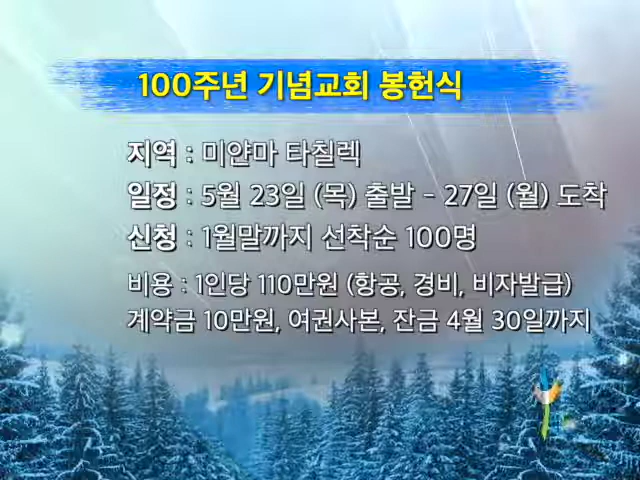 100주년 기념교회 봉헌식
지역 : 미얀마 타칠렉
일정 : 5월 23일 (목) 출발 - 27일 (월) 도착
신청 : 1월말까지 선착순 100명
비용 : 1인당 110만원 (항공, 경비, 비자발급)
계약금 10만원, 여권사본, 잔금 4월 30일까지